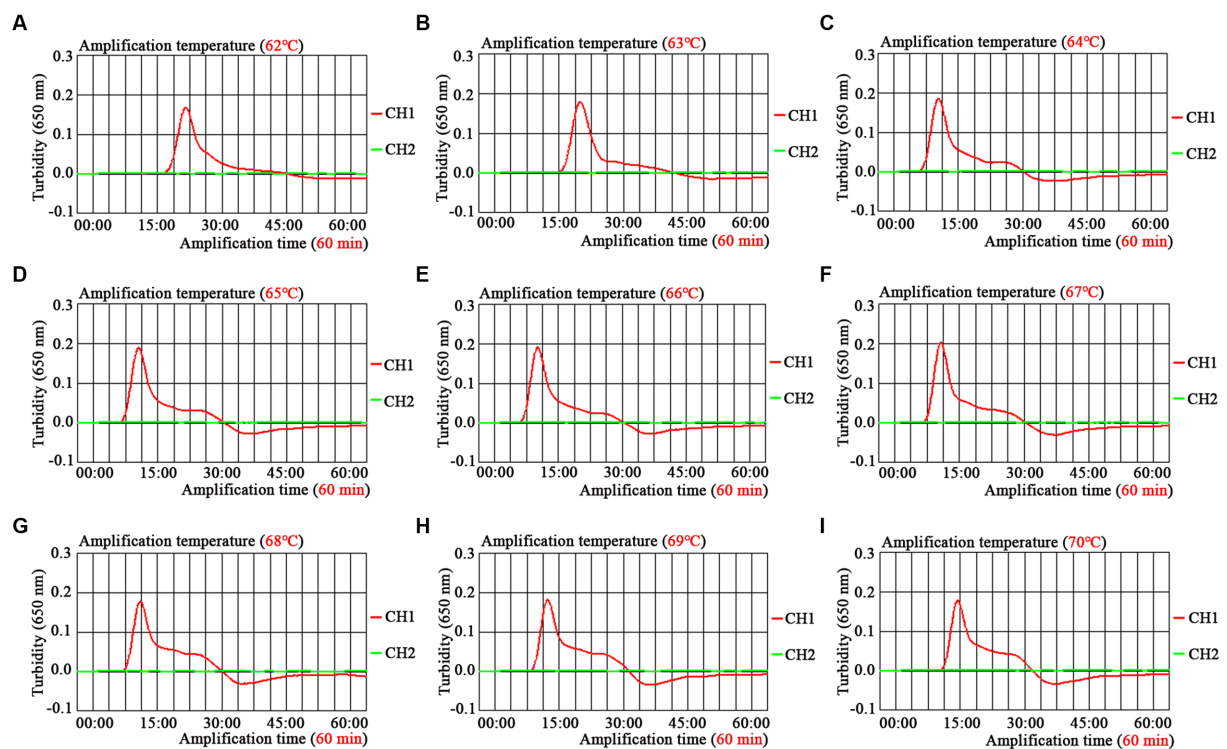 A
Amplification temperature (62℃)
0.3
0.2
0.1
0.0
-0.1
Turbidity (650 nm)
CH1
CH2
00:00 15:00 30:00 45:00 60:00
Amplification time (60 min)
B
Amplification temperature (63℃)
0.3
0.2
0.1
0.0
-0.1
Turbidity (650 nm)
CH1
CH2
00:00 15:00 30:00 45:00 60:00
Amplification time (60 min)
C
Amplification temperature (64℃)
0.3
0.2
0.1
0.0
-0.1
Turbidity (650 nm)
CH1
CH2
00:00 15:00 30:00 45:00 60:00
Amplification time (60 min)
D
Amplification temperature (65℃)
0.3
0.2
0.1
0.0
-0.1
Turbidity (650 nm)
CH1
CH2
00:00 15:00 30:00 45:00 60:00
Amplification time (60 min)
E
Amplification temperature (66℃)
0.3
0.2
0.1
0.0
-0.1
Turbidity (650 nm)
CH1
CH2
00:00 15:00 30:00 45:00 60:00
Amplification time (60 min)
F
Amplification temperature (67℃)
0.3
0.2
0.1
0.0
-0.1
Turbidity (650 nm)
CH1
CH2
00:00 15:00 30:00 45:00 60:00
Amplification time (60 min)
G
Amplification temperature (68℃)
0.3
0.2
0.1
0.0
-0.1
Turbidity (650 nm)
CH1
CH2
00:00 15:00 30:00 45:00 60:00
Amplification time (60 min)
H
Amplification temperature (69℃)
0.3
0.2
0.1
0.0
-0.1
Turbidity (650 nm)
CH1
CH2
00:00 15:00 30:00 45:00 60:00
Amplification time (60 min)
I
Amplification temperature (70℃)
0.3
0.2
0.1
0.0
-0.1
Turbidity (650 nm)
CH1
CH2
00:00 15:00 30:00 45:00 60:00
Amplification time (60 min)